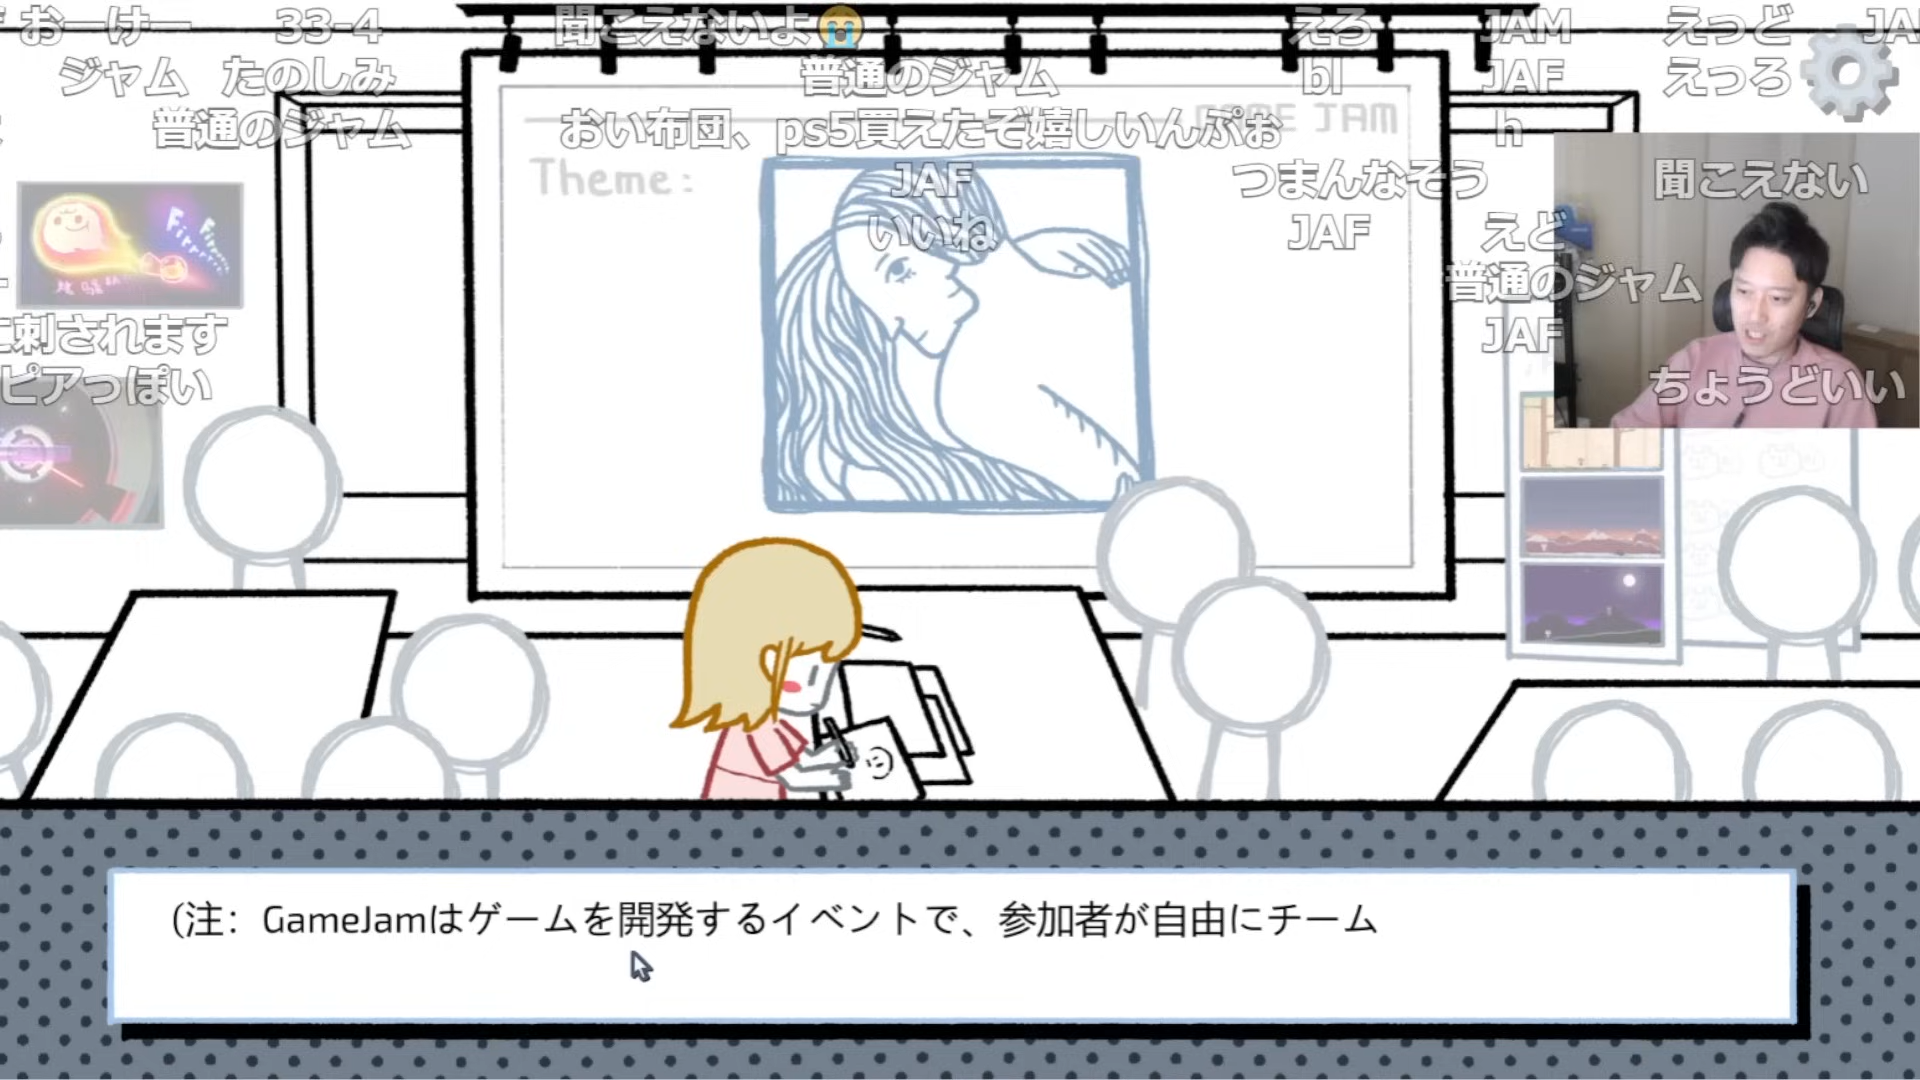 おーけー
33-4
聞こえないよ😭
えろ
JAM
えっど
ジャム
たのしみ
普通のジャム
bl
JAF
えっろ
普通のジャム
おい布団、ps5買えたぞ嬉しいんぷぉ
GAME JAM
h
Theme:
JAF
つまんなそう
聞こえない
いいね
JAF
えど
普通のジャム
に刺されます
JAF
ピアっぽい
ちょうどいい
(注：GameJamはゲームを開発するイベントで、参加者が自由にチーム